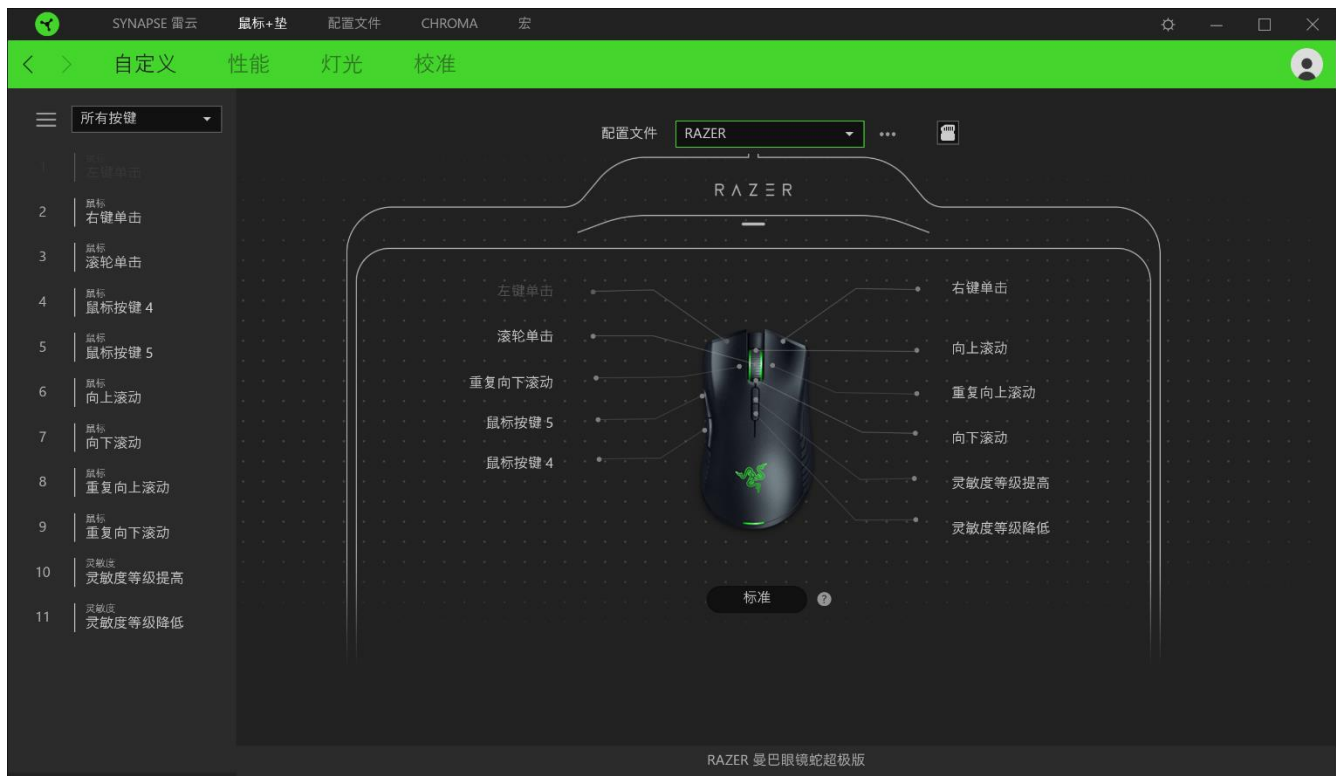 SYNAPSE 雷云 鼠标+垫 配置文件 CHROMA 宏
自定义 性能 灯光 校准
所有按键
配置文件 RAZER
1 鼠标
左键单击
2 鼠标
右键单击
3 鼠标
滚轮单击
4 鼠标
鼠标按键 4
5 鼠标
鼠标按键 5
6 鼠标
向上滚动
7 鼠标
向下滚动
8 鼠标
重复向上滚动
9 鼠标
重复向下滚动
10 灵敏度
灵敏度等级提高
11 灵敏度
灵敏度等级降低
RAZER
左键单击
滚轮单击
重复向下滚动
鼠标按键 5
鼠标按键 4
右键单击
向上滚动
重复向上滚动
向下滚动
灵敏度等级提高
灵敏度等级降低
标准 ?
RAZER 曼巴眼镜蛇超极版